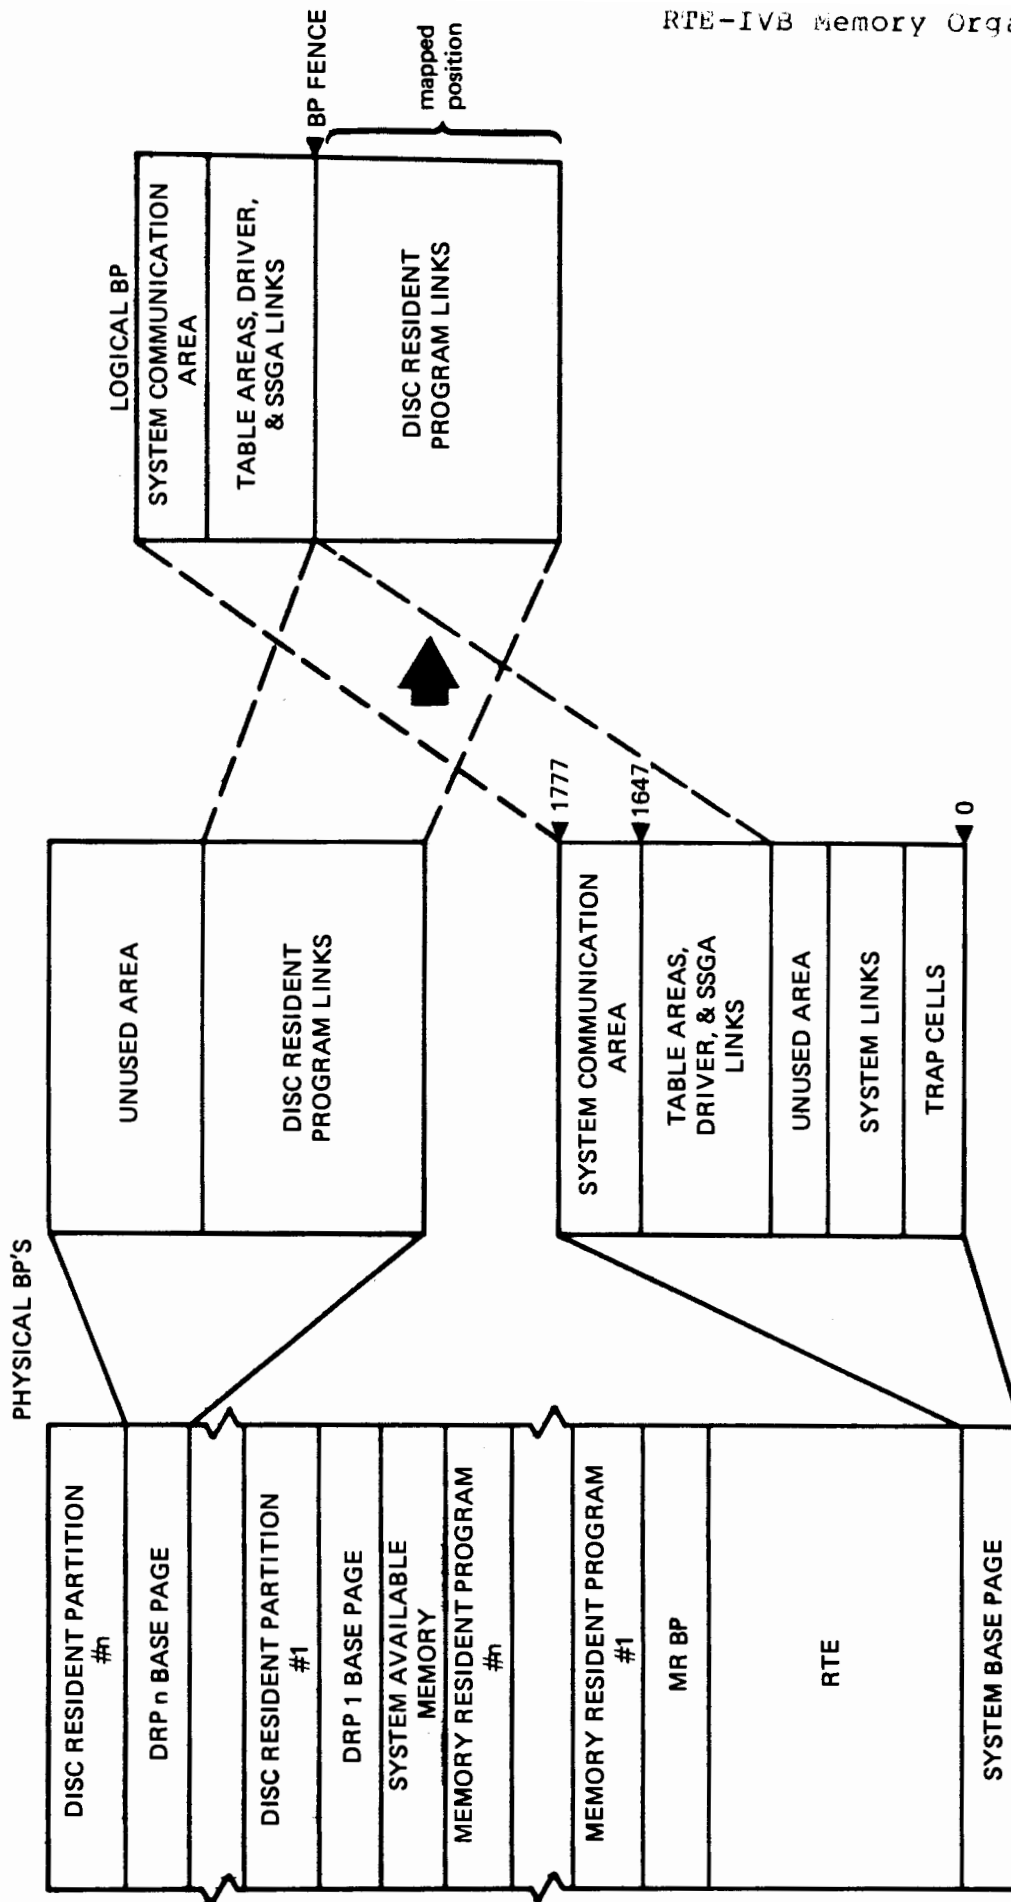 RTE-IVB Memory Orga
PHYSICAL BP'S
DISC RESIDENT PARTITION
#n
DRP n BASE PAGE
DISC RESIDENT PARTITION
#1
DRP 1 BASE PAGE
SYSTEM AVAILABLE
MEMORY
MEMORY RESIDENT PROGRAM
#n
MEMORY RESIDENT PROGRAM
#1
MR BP
RTE
SYSTEM BASE PAGE
UNUSED AREA
DISC RESIDENT
PROGRAM LINKS
SYSTEM COMMUNICATION
AREA
TABLE AREAS,
DRIVER, & SSGA
LINKS
UNUSED AREA
SYSTEM LINKS
TRAP CELLS
1777
1647
0
LOGICAL BP
SYSTEM COMMUNICATION
AREA
TABLE AREAS, DRIVER,
& SSGA LINKS
DISC RESIDENT
PROGRAM LINKS
BP FENCE
mapped
position